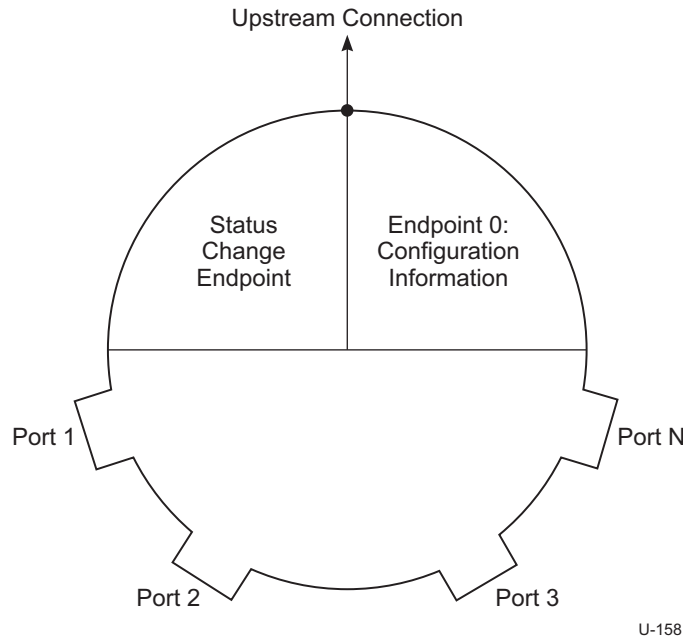 Upstream Connection
Status
Change
Endpoint
Endpoint 0:
Configuration
Information
Port 1
Port N
Port 2
Port 3
U-158